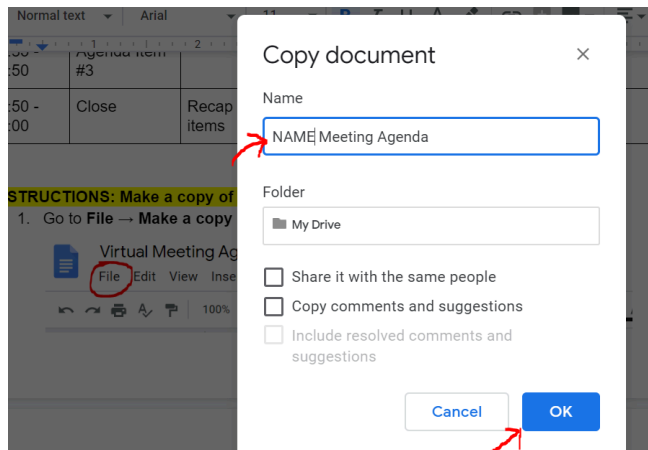 Normal text Arial 11
1 2
:50 - Agenda Item
:50 #3
:50 - Close Recap
:00 items
STRUCTIONS: Make a copy of
1. Go to File → Make a copy
Virtual Meeting Ag
File Edit View Inse
100%
Copy document
Name
NAME Meeting Agenda
Folder
My Drive
Share it with the same people
Copy comments and suggestions
Include resolved comments and
suggestions
Cancel OK